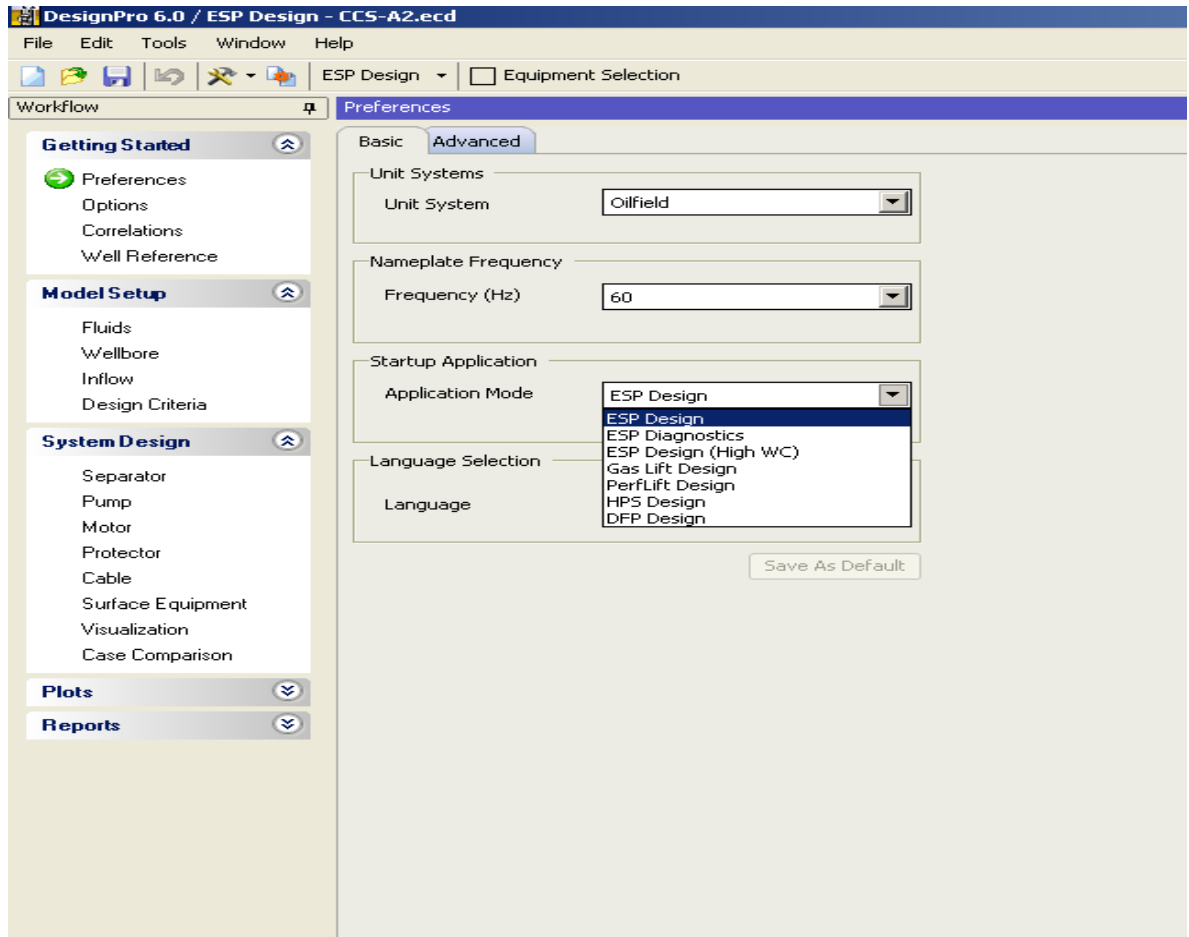 DesignPro 6.0 / ESP Design - CCS-A2.ecd
File Edit Tools Window Help
ESP Design Equipment Selection
Workflow
Getting Started
Preferences
Options
Correlations
Well Reference
Model Setup
Fluids
Wellbore
Inflow
Design Criteria
System Design
Separator
Pump
Motor
Protector
Cable
Surface Equipment
Visualization
Case Comparison
Plots
Reports
Preferences
Basic Advanced
Unit Systems
Unit System Oilfield
Nameplate Frequency
Frequency (Hz) 60
Startup Application
Application Mode ESP Design
ESP Design
ESP Diagnostics
ESP Design (High WC)
Gas Lift Design
PerfLift Design
HPS Design
DFP Design
Language Selection
Language
Save As Default